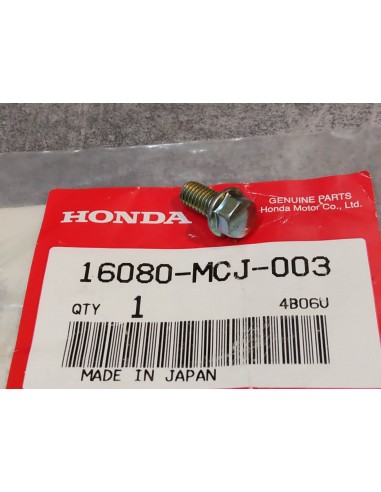 HONDA
GENUINE PARTS
Honda Motor Co., Ltd.
16080-MCJ-003
QTY 1 4B06U
MADE IN JAPAN